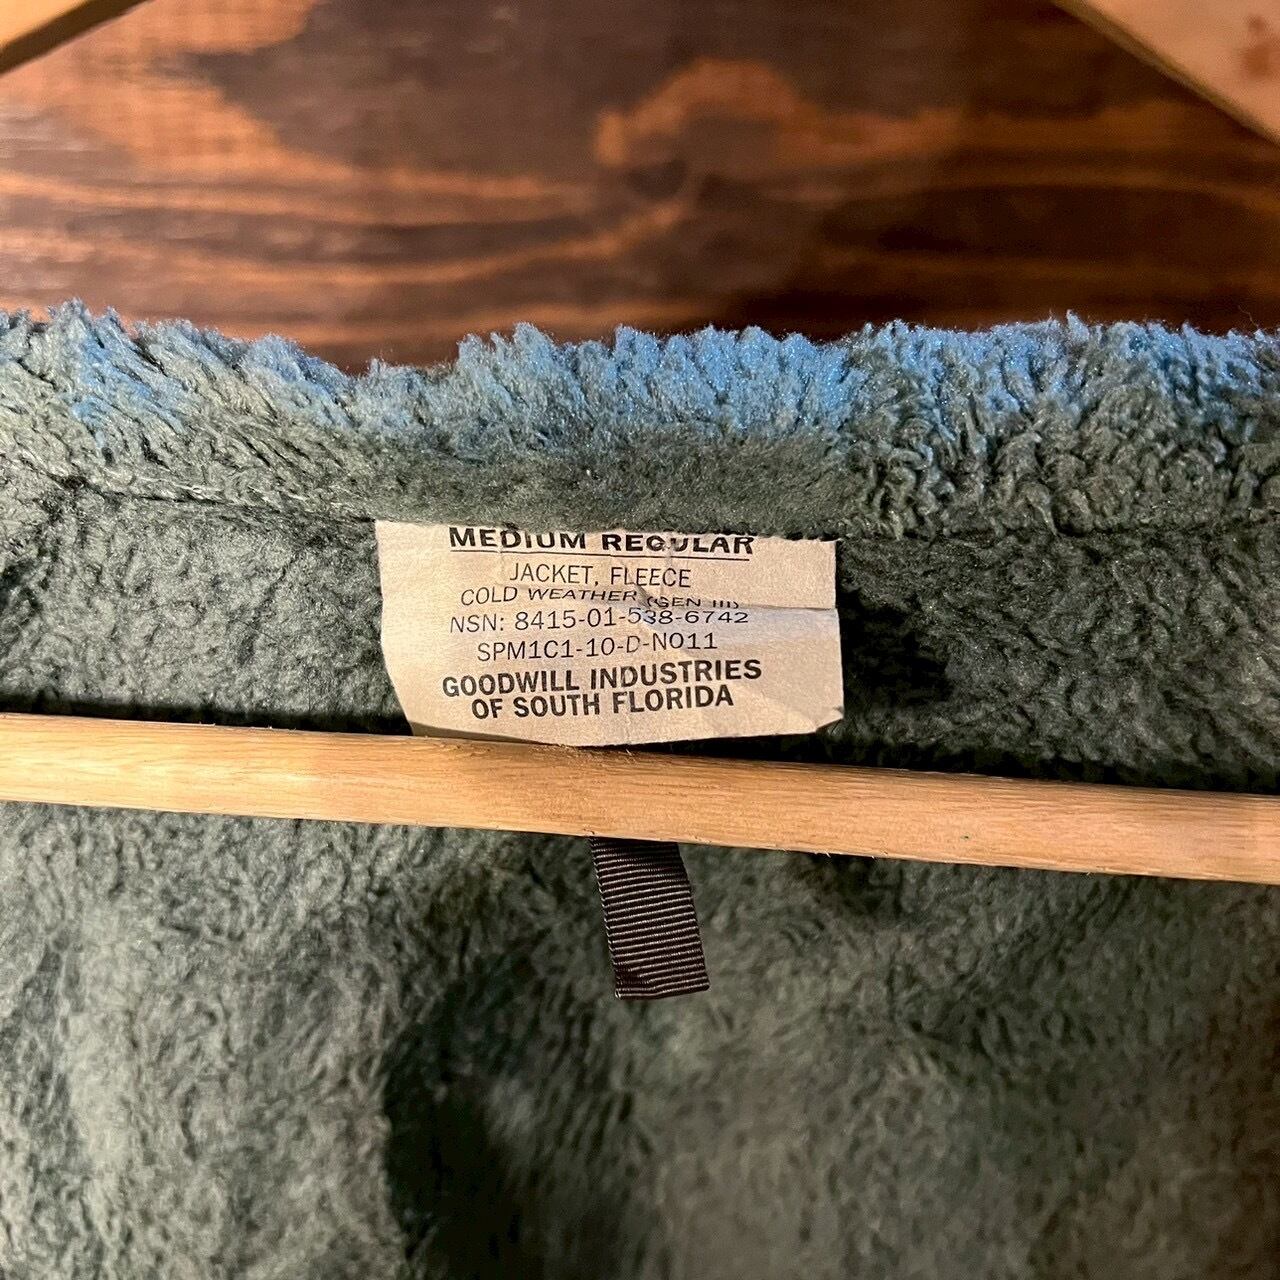 MEDIUM REGULAR
JACKET, FLEECE
COLD WEATHER (GEN III)
NSN: 8415-01-538-6742
SPM1C1-10-D-N011
GOODWILL INDUSTRIES
OF SOUTH FLORIDA